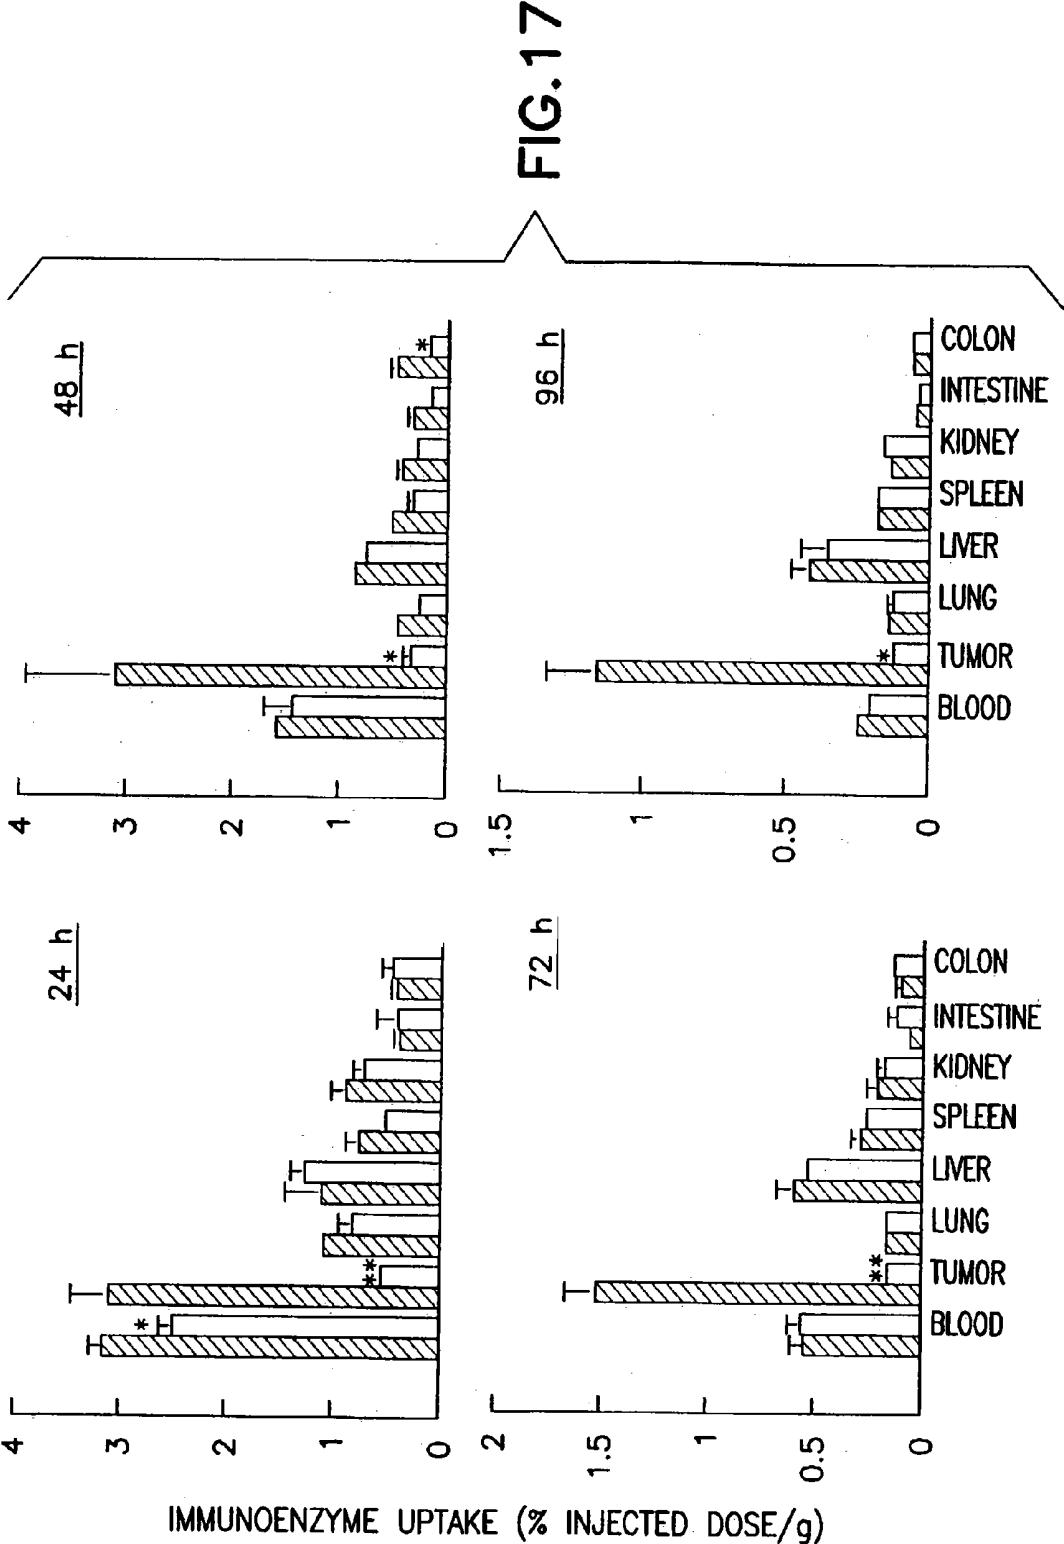 FIG.17
IMMUNOENZYME UPTAKE (% INJECTED DOSE/g)
24 h
4
3
2
1
0
*
**
48 h
4
3
2
1
0
*
*
72 h
2
1.5
1
0.5
0
**
BLOOD
TUMOR
LUNG
LIVER
SPLEEN
KIDNEY
INTESTINE
COLON
96 h
1.5
1
0.5
0
*
BLOOD
TUMOR
LUNG
LIVER
SPLEEN
KIDNEY
INTESTINE
COLON